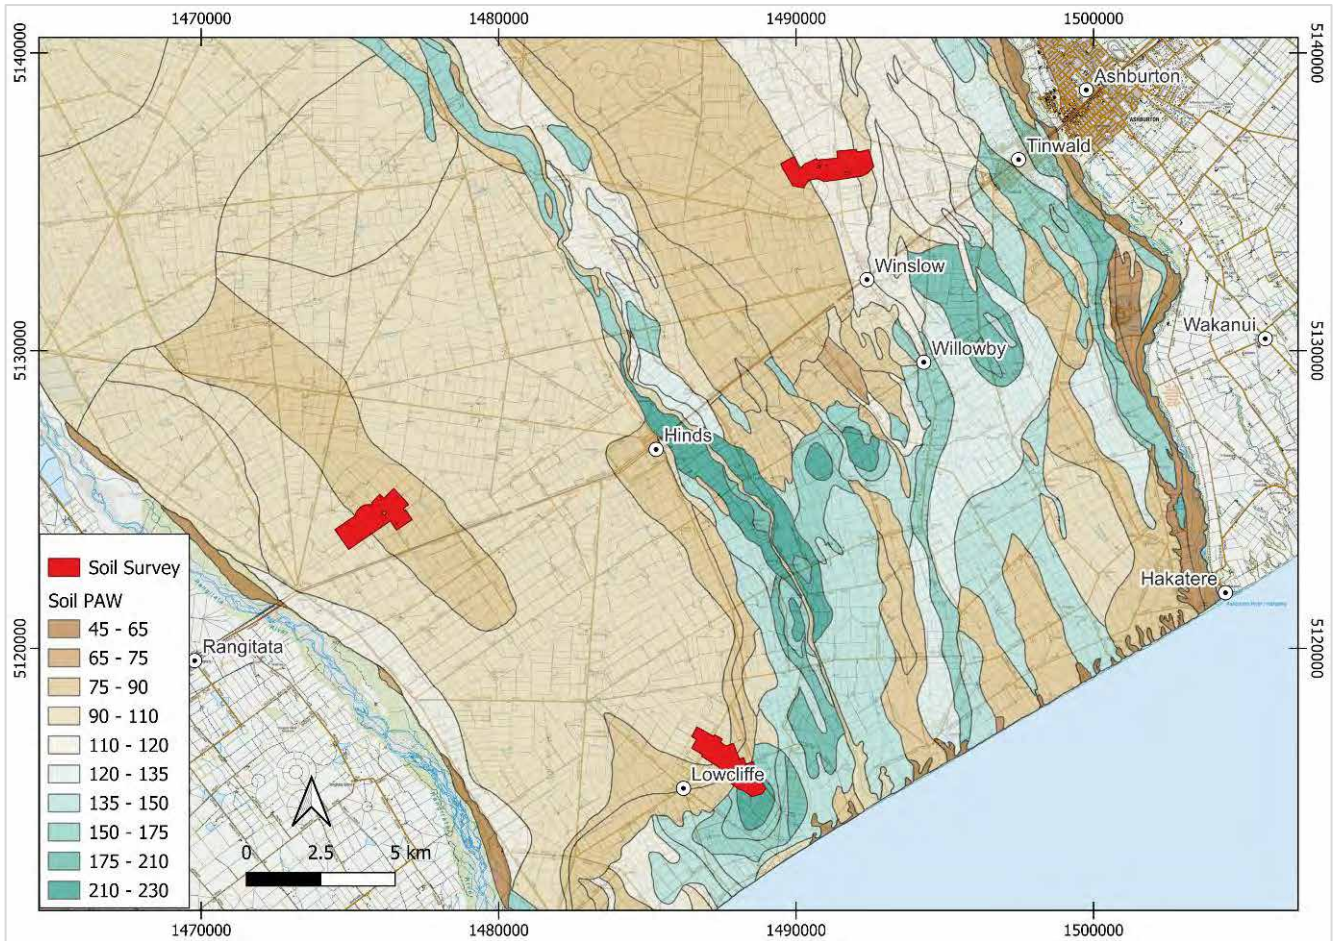 1470000 1480000 1490000 1500000
5140000 5140000
Ashburton
ASHBURTON
Tinwald
Winslow
Wakanui
5130000 5130000
Willowby
Hinds
Hakatere
Soil Survey
Soil PAW
45 - 65
65 - 75
75 - 90
90 - 110
110 - 120
120 - 135
135 - 150
150 - 175
175 - 210
210 - 230
Rangitata
5120000 5120000
Lowcliffe
0 2.5 5 km
1470000 1480000 1490000 1500000